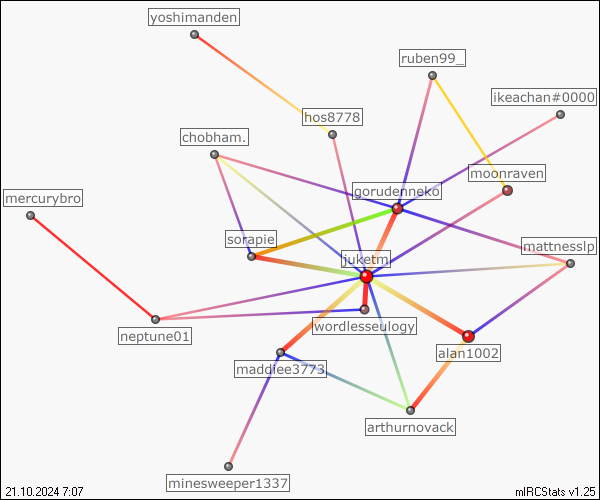 yoshimanden
ruben99_
ikeachan#0000
hos8778
chobham.
moonraven
gorudenneko
mercurybro
sorapie
mattnesslp
juketm
wordlesseulogy
neptune01
alan1002
maddiee3773
arthurnovack
minesweeper1337
21.10.2024 7:07
mIRCStats v1.25